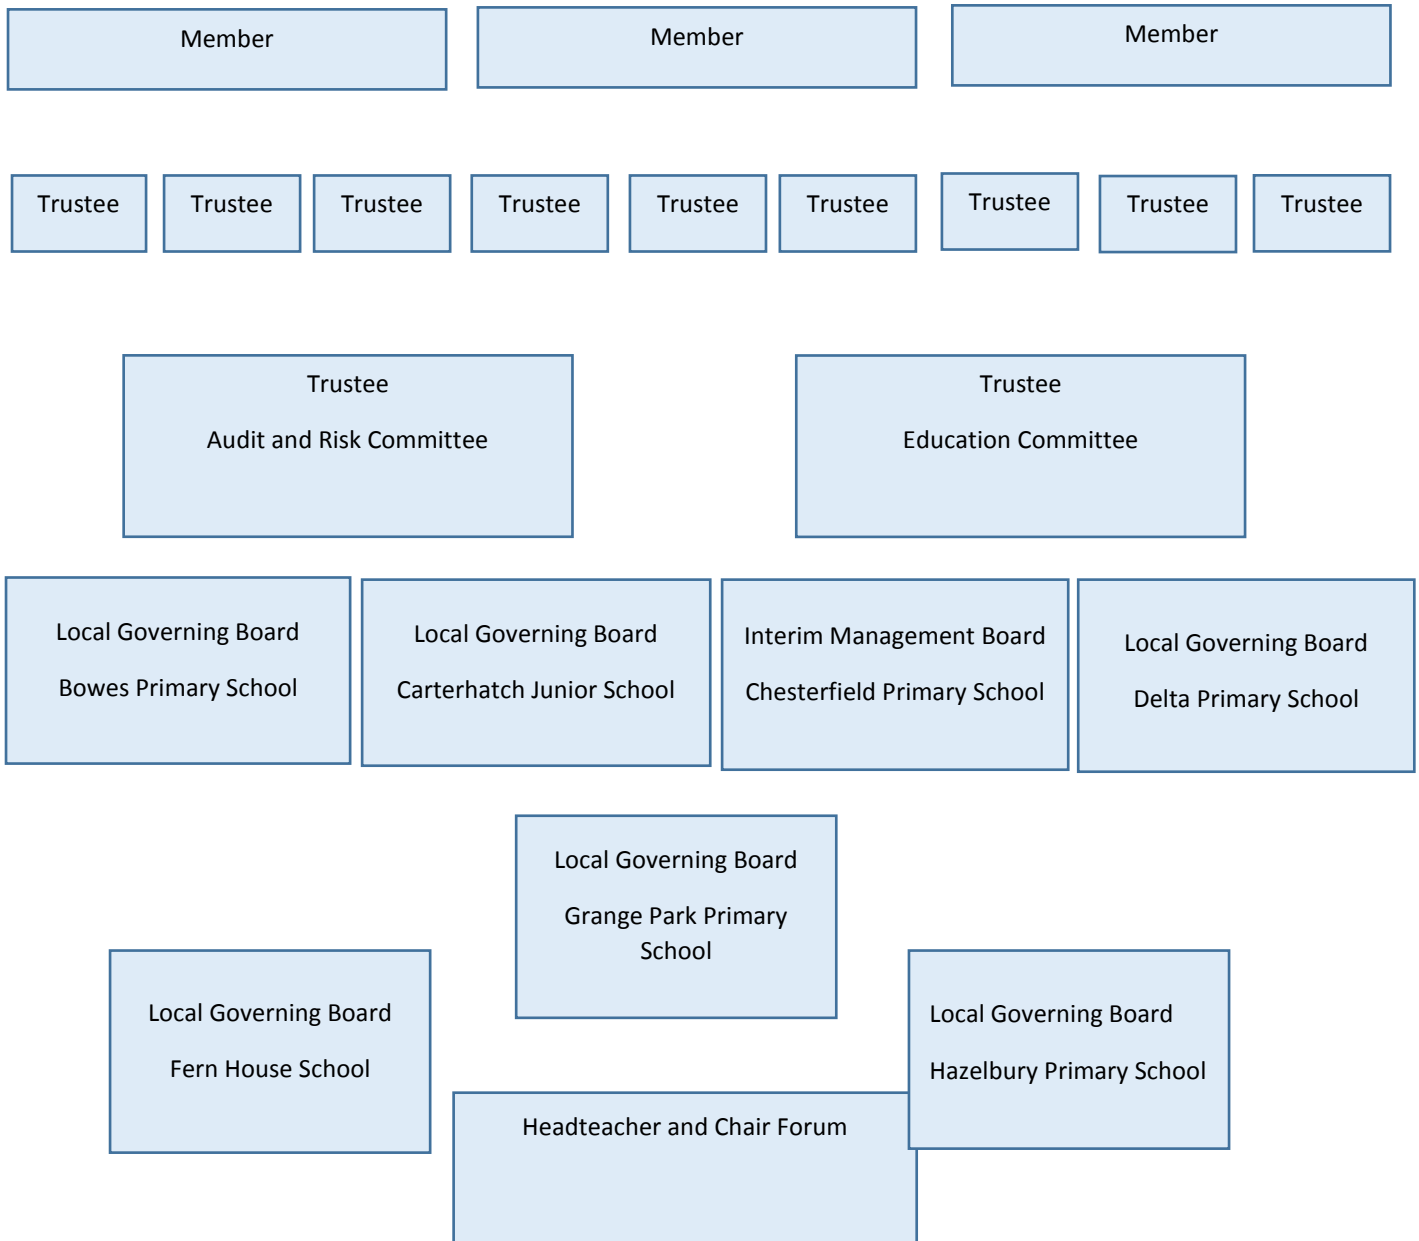 Member
Member
Member
Trustee
Trustee
Trustee
Trustee
Trustee
Trustee
Trustee
Trustee
Trustee
Trustee
Audit and Risk Committee
Trustee
Education Committee
Local Governing Board
Bowes Primary School
Local Governing Board
Carterhatch Junior School
Interim Management Board
Chesterfield Primary School
Local Governing Board
Delta Primary School
Local Governing Board
Grange Park Primary
School
Local Governing Board
Fern House School
Local Governing Board
Hazelbury Primary School
Headteacher and Chair Forum